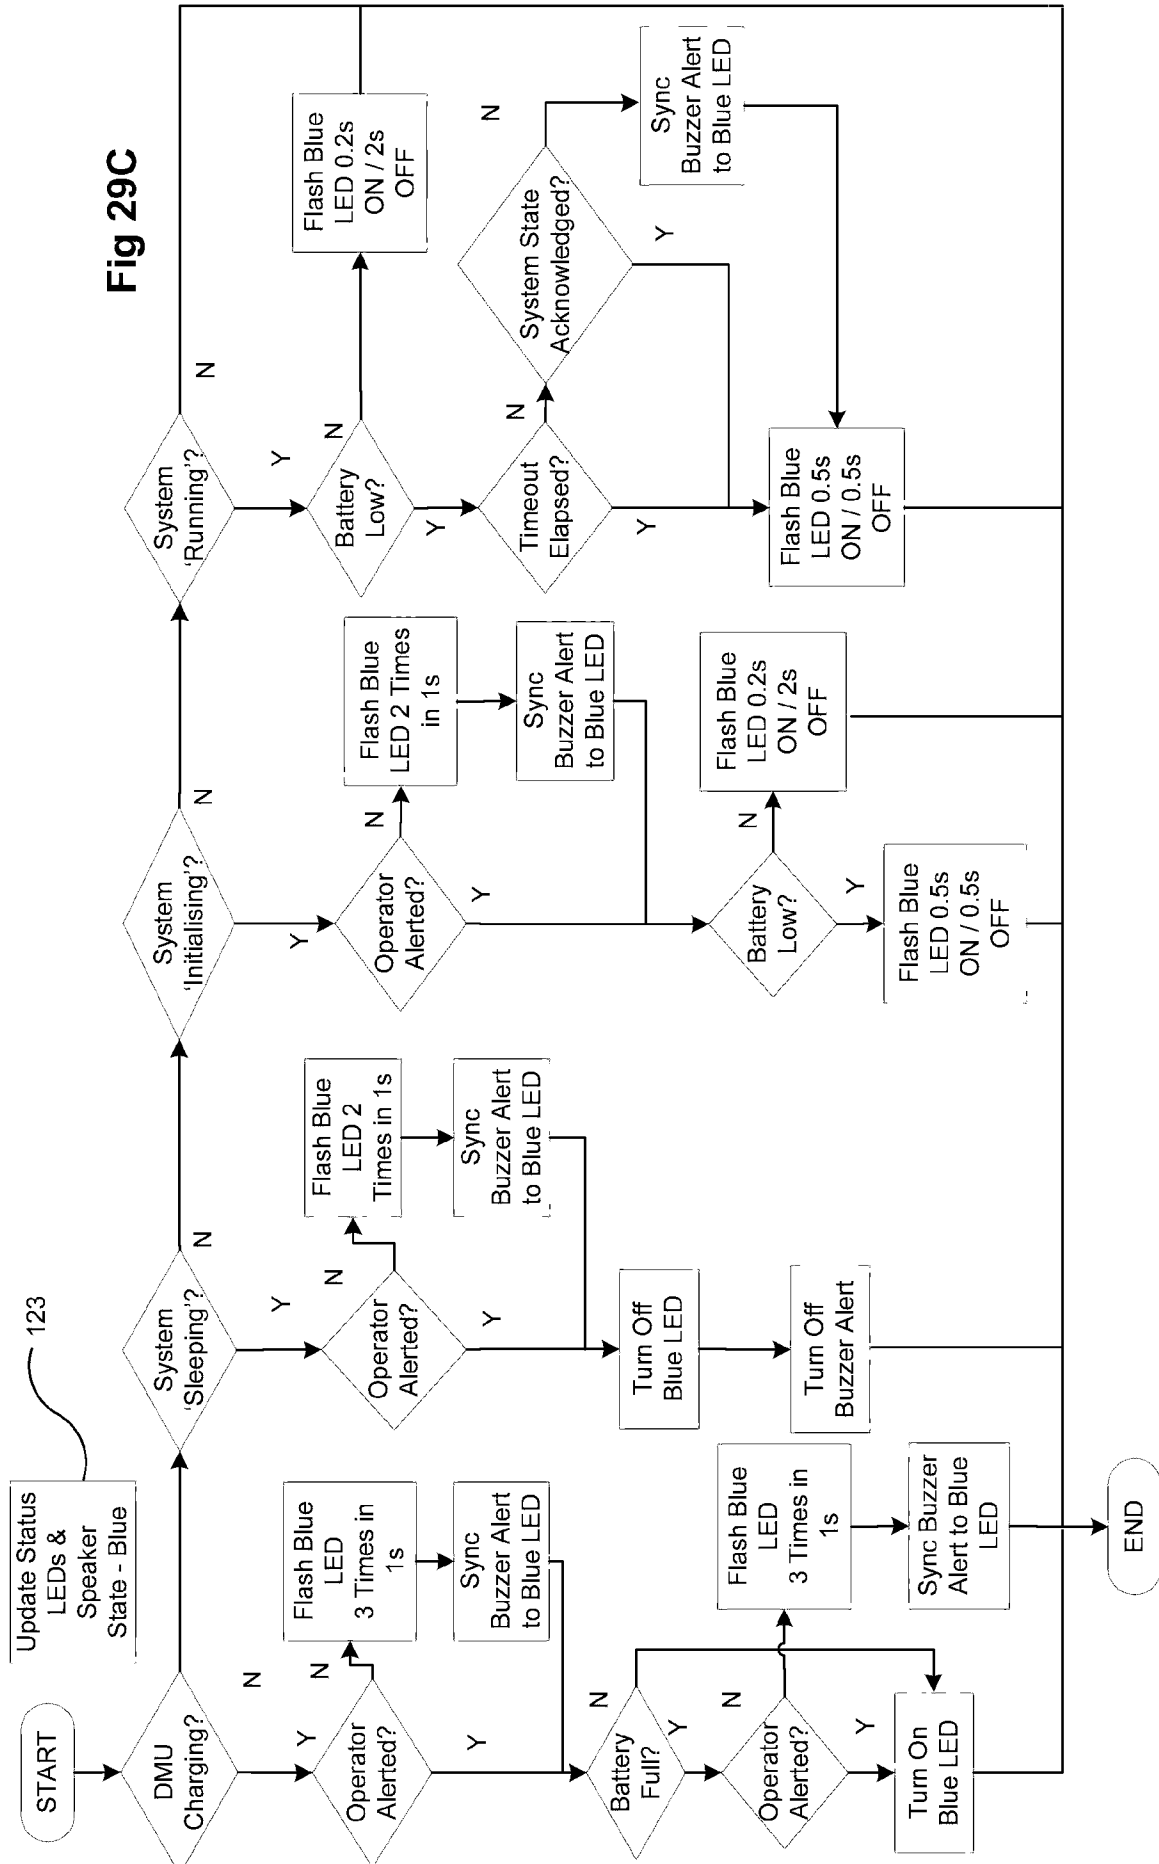 Fig 29C
START
Update Status
LEDs &
Speaker
State - Blue
123
DMU
Charging?
N
Y
Operator
Alerted?
N
Flash Blue
LED
3 Times in
1s
Sync
Buzzer Alert
to Blue LED
Y
Battery
Full?
N
Y
Operator
Alerted?
N
Flash Blue
LED
3 Times in
1s
Sync Buzzer
Alert to Blue
LED
Y
Turn On
Blue LED
END
System
'Sleeping'?
N
Y
Operator
Alerted?
N
Flash Blue
LED 2
Times in 1s
Sync
Buzzer Alert
to Blue LED
Y
Turn Off
Blue LED
Turn Off
Buzzer Alert
System
'Initialising'?
N
Y
Operator
Alerted?
N
Flash Blue
LED 2 Times
in 1s
Sync
Buzzer Alert
to Blue LED
Y
Battery
Low?
N
Flash Blue
LED 0.2s
ON / 2s
OFF
Y
Flash Blue
LED 0.5s
ON / 0.5s
OFF
System
'Running'?
N
Y
Battery
Low?
N
Flash Blue
LED 0.2s
ON / 2s
OFF
Y
Timeout
Elapsed?
N
System State
Acknowledged?
N
Sync
Buzzer Alert
to Blue LED
Y
Y
Flash Blue
LED 0.5s
ON / 0.5s
OFF